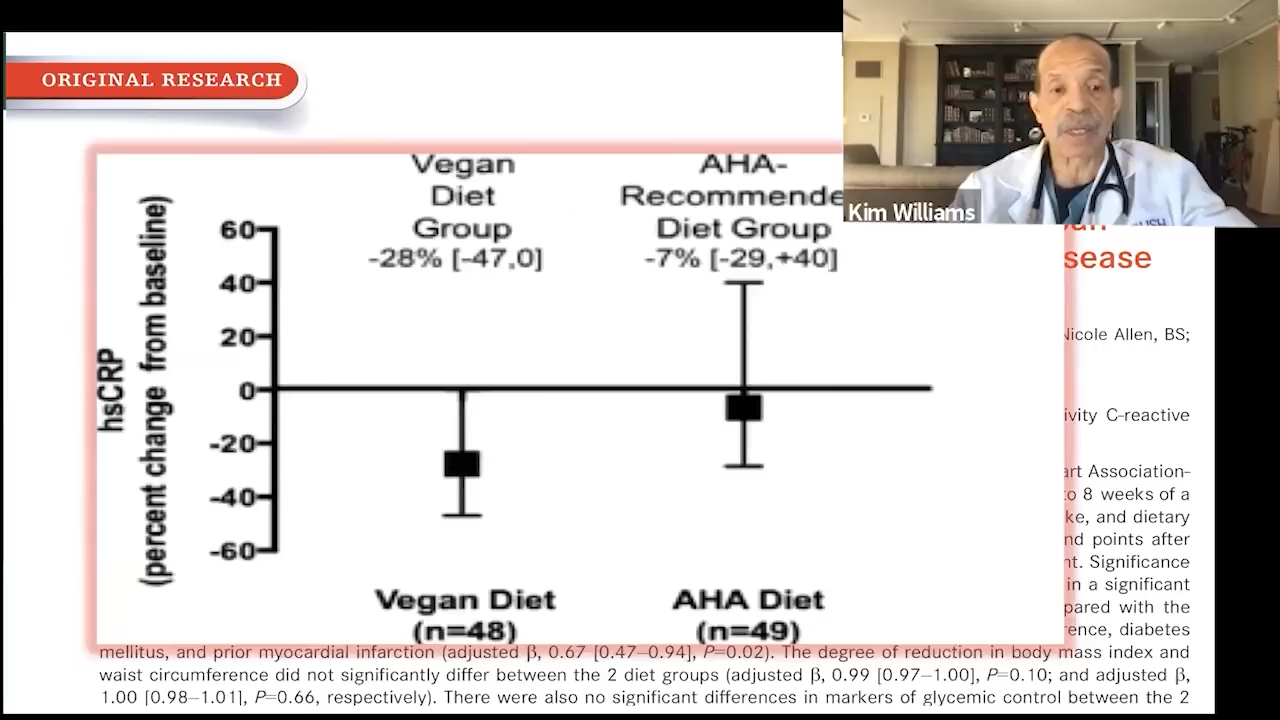 ORIGINAL RESEARCH
Vegan
Diet
Group
-28% [-47,0]
AHA-
Recommende
Diet Group
-7% [-29,+40]
Kim Williams
60
40
20
0
-20
-40
-60
hsCRP
(percent change from baseline)
Vegan Diet
(n=48)
AHA Diet
(n=49)
sease
Nicole Allen, BS;
ivity C-reactive
art Association-
to 8 weeks of a
ke, and dietary
nd points after
nt. Significance
in a significant
pared with the
rence, diabetes
mellitus, and prior myocardial infarction (adjusted β, 0.67 [0.47–0.94], P=0.02). The degree of reduction in body mass index and
waist circumference did not significantly differ between the 2 diet groups (adjusted β, 0.99 [0.97–1.00], P=0.10; and adjusted β,
1.00 [0.98–1.01], P=0.66, respectively). There were also no significant differences in markers of glycemic control between the 2